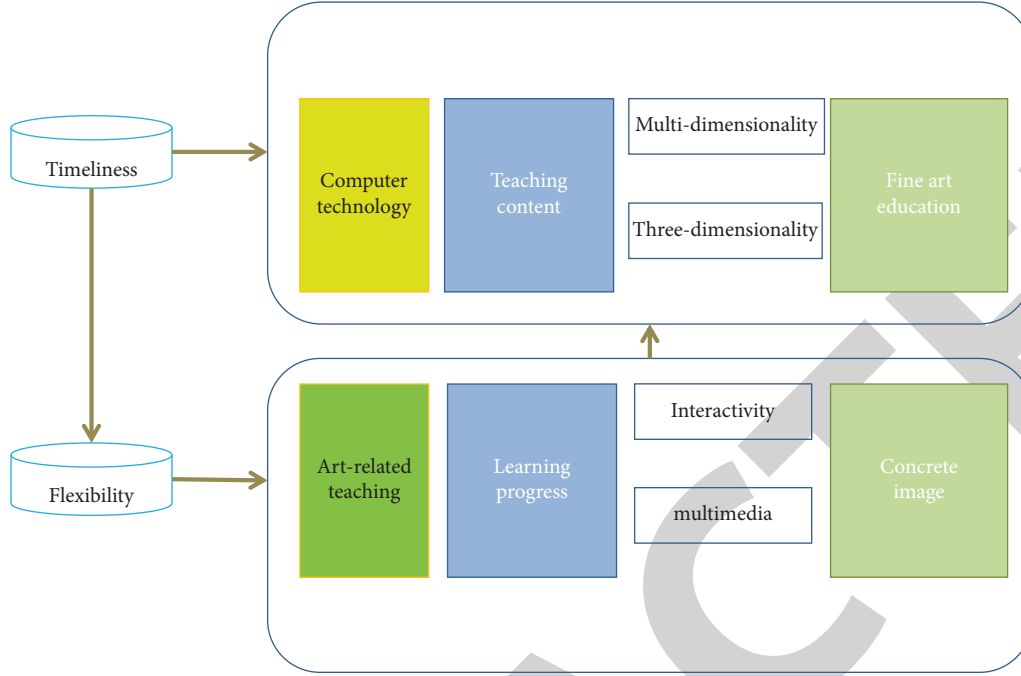 Timeliness
Computer
technology
Teaching
content
Multi-dimensionality
Three-dimensionality
Fine art
education
Flexibility
Art-related
teaching
Learning
progress
Interactivity
multimedia
Concrete
image